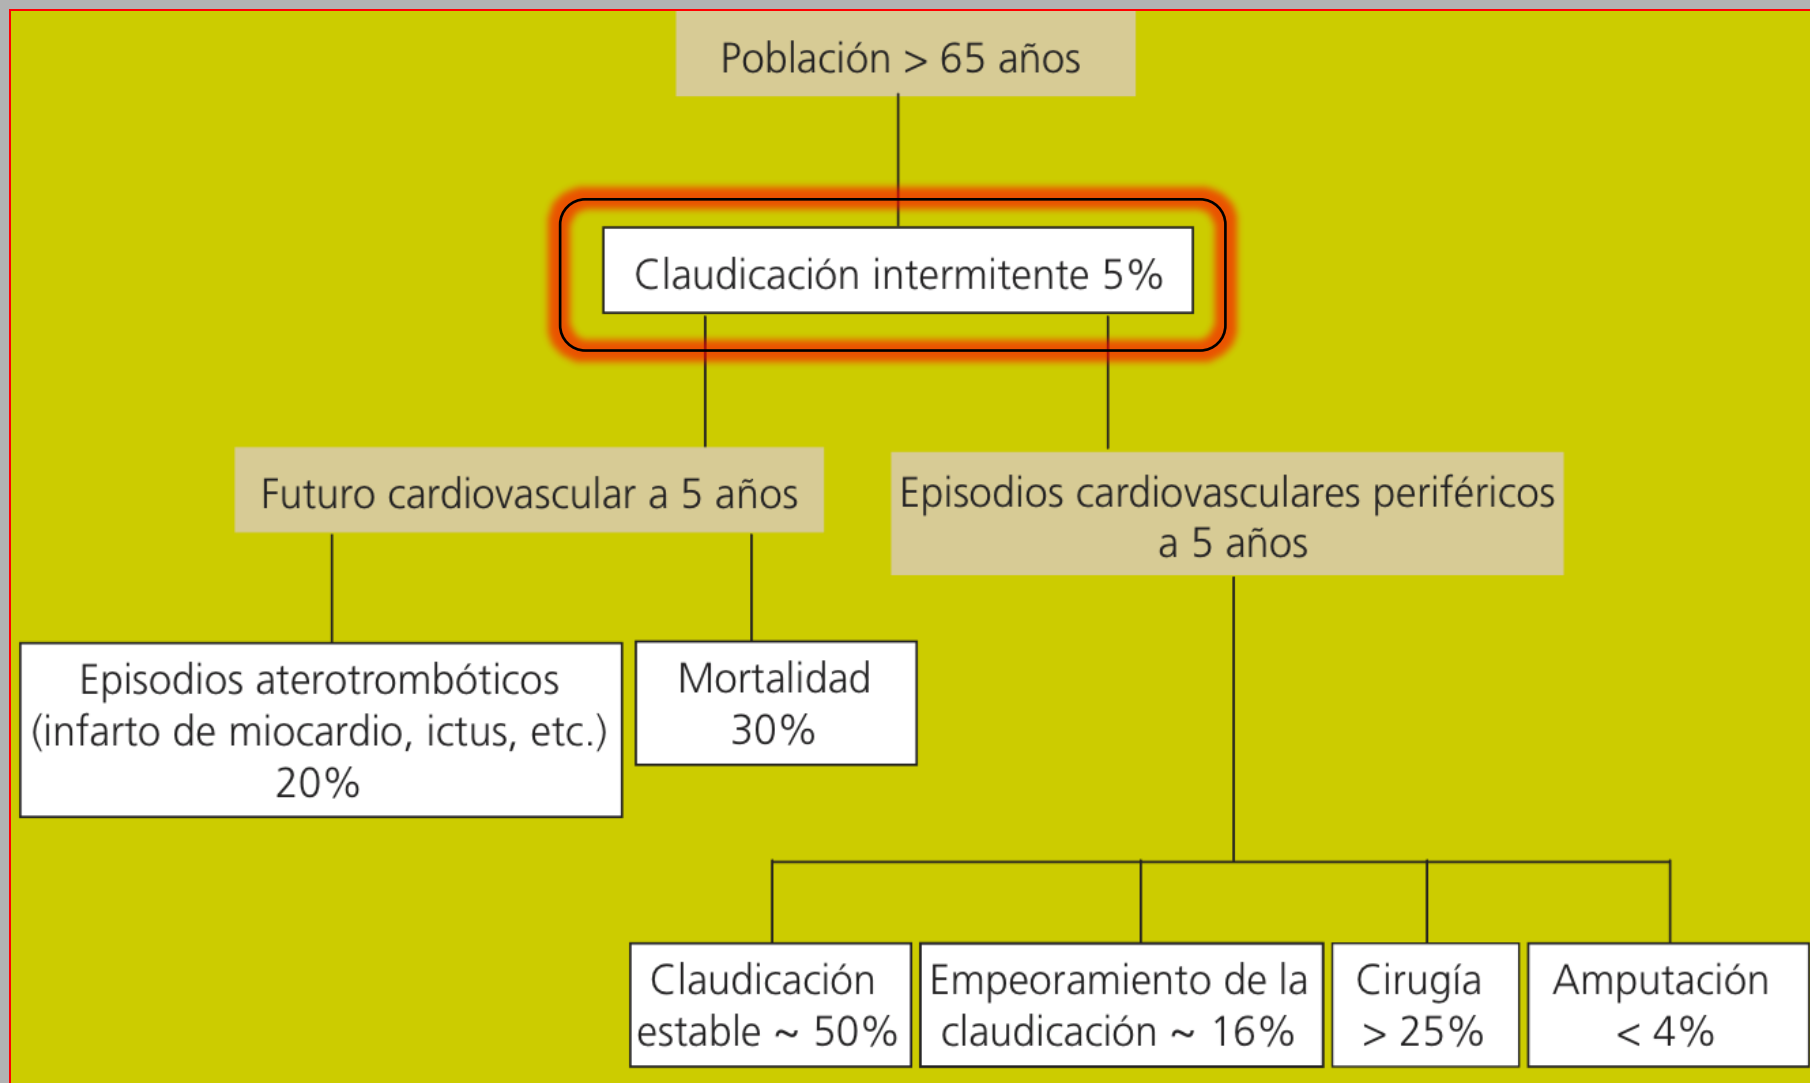 Población > 65 años
Claudicación intermitente 5%
Futuro cardiovascular a 5 años
Episodios cardiovasculares periféricos
a 5 años
Episodios aterotrombóticos
(infarto de miocardio, ictus, etc.)
20%
Mortalidad
30%
Claudicación
estable ~ 50%
Empeoramiento de la
claudicación ~ 16%
Cirugía
> 25%
Amputación
< 4%